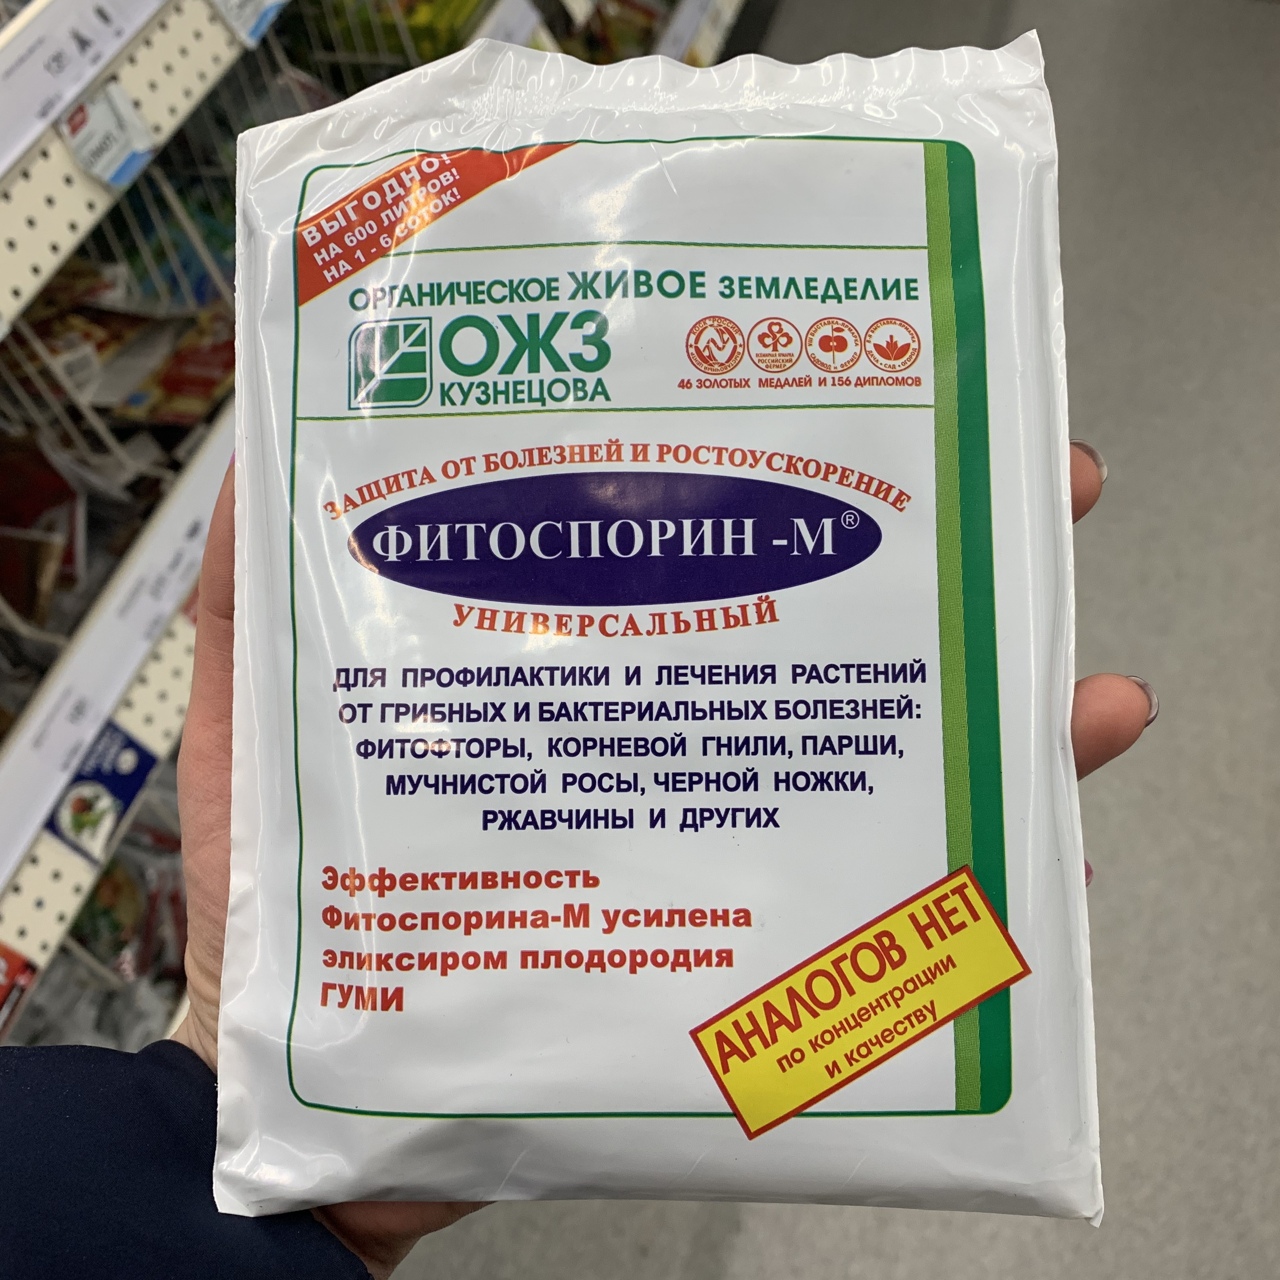 ВЫГОДНО!
НА 600 ЛИТРОВ!
НА 1 - 6 СОТОК!
ОРГАНИЧЕСКОЕ ЖИВОЕ ЗЕМЛЕДЕЛИЕ
ОЖЗ
КУЗНЕЦОВА
46 ЗОЛОТЫХ МЕДАЛЕЙ И 156 ДИПЛОМОВ
ЗАЩИТА ОТ БОЛЕЗНЕЙ И РОСТОУСКОРЕНИЕ
ФИТОСПОРИН -М®
УНИВЕРСАЛЬНЫЙ
ДЛЯ ПРОФИЛАКТИКИ И ЛЕЧЕНИЯ РАСТЕНИЙ
ОТ ГРИБНЫХ И БАКТЕРИАЛЬНЫХ БОЛЕЗНЕЙ:
ФИТОФТОРЫ, КОРНЕВОЙ ГНИЛИ, ПАРШИ,
МУЧНИСТОЙ РОСЫ, ЧЕРНОЙ НОЖКИ,
РЖАВЧИНЫ И ДРУГИХ
Эффективность
Фитоспорина-М усилена
эликсиром плодородия
ГУМИ
АНАЛОГОВ НЕТ
по концентрации
и качеству